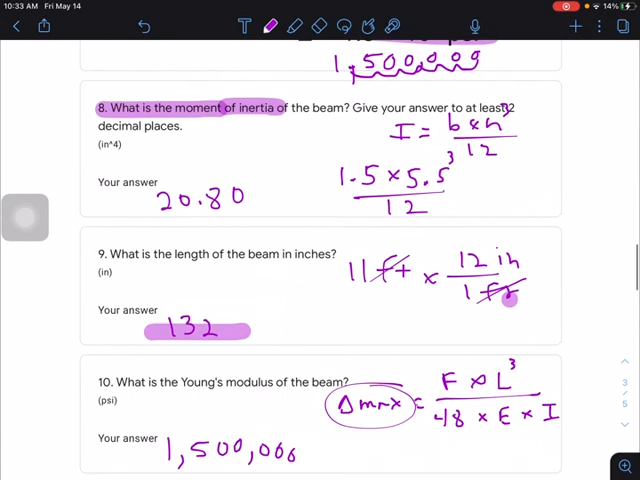 10:33 AM Fri May 14
14%
1,500,000
8. What is the moment of inertia of the beam? Give your answer to at least 2
decimal places.
(in^4)
I = b x h³ / 12
1.5 x 5.5³ / 12
Your answer
20.80
9. What is the length of the beam in inches?
(in)
11 ft x 12 in / 1 ft
Your answer
132
10. What is the Young's modulus of the beam?
(psi)
Δmax = F x L³ / 48 x E x I
Your answer
1,500,000
3
5